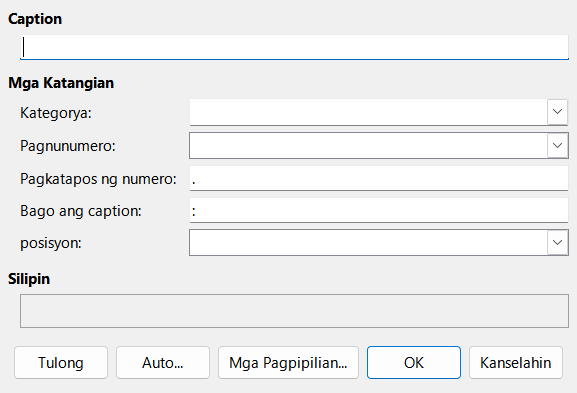 Caption
Mga Katangian
Kategorya:
Pagnunumero:
Pagkatapos ng numero: .
Bago ang caption: :
posisyon:
Silipin
Tulong Auto... Mga Pagpipilian... OK Kanselahin